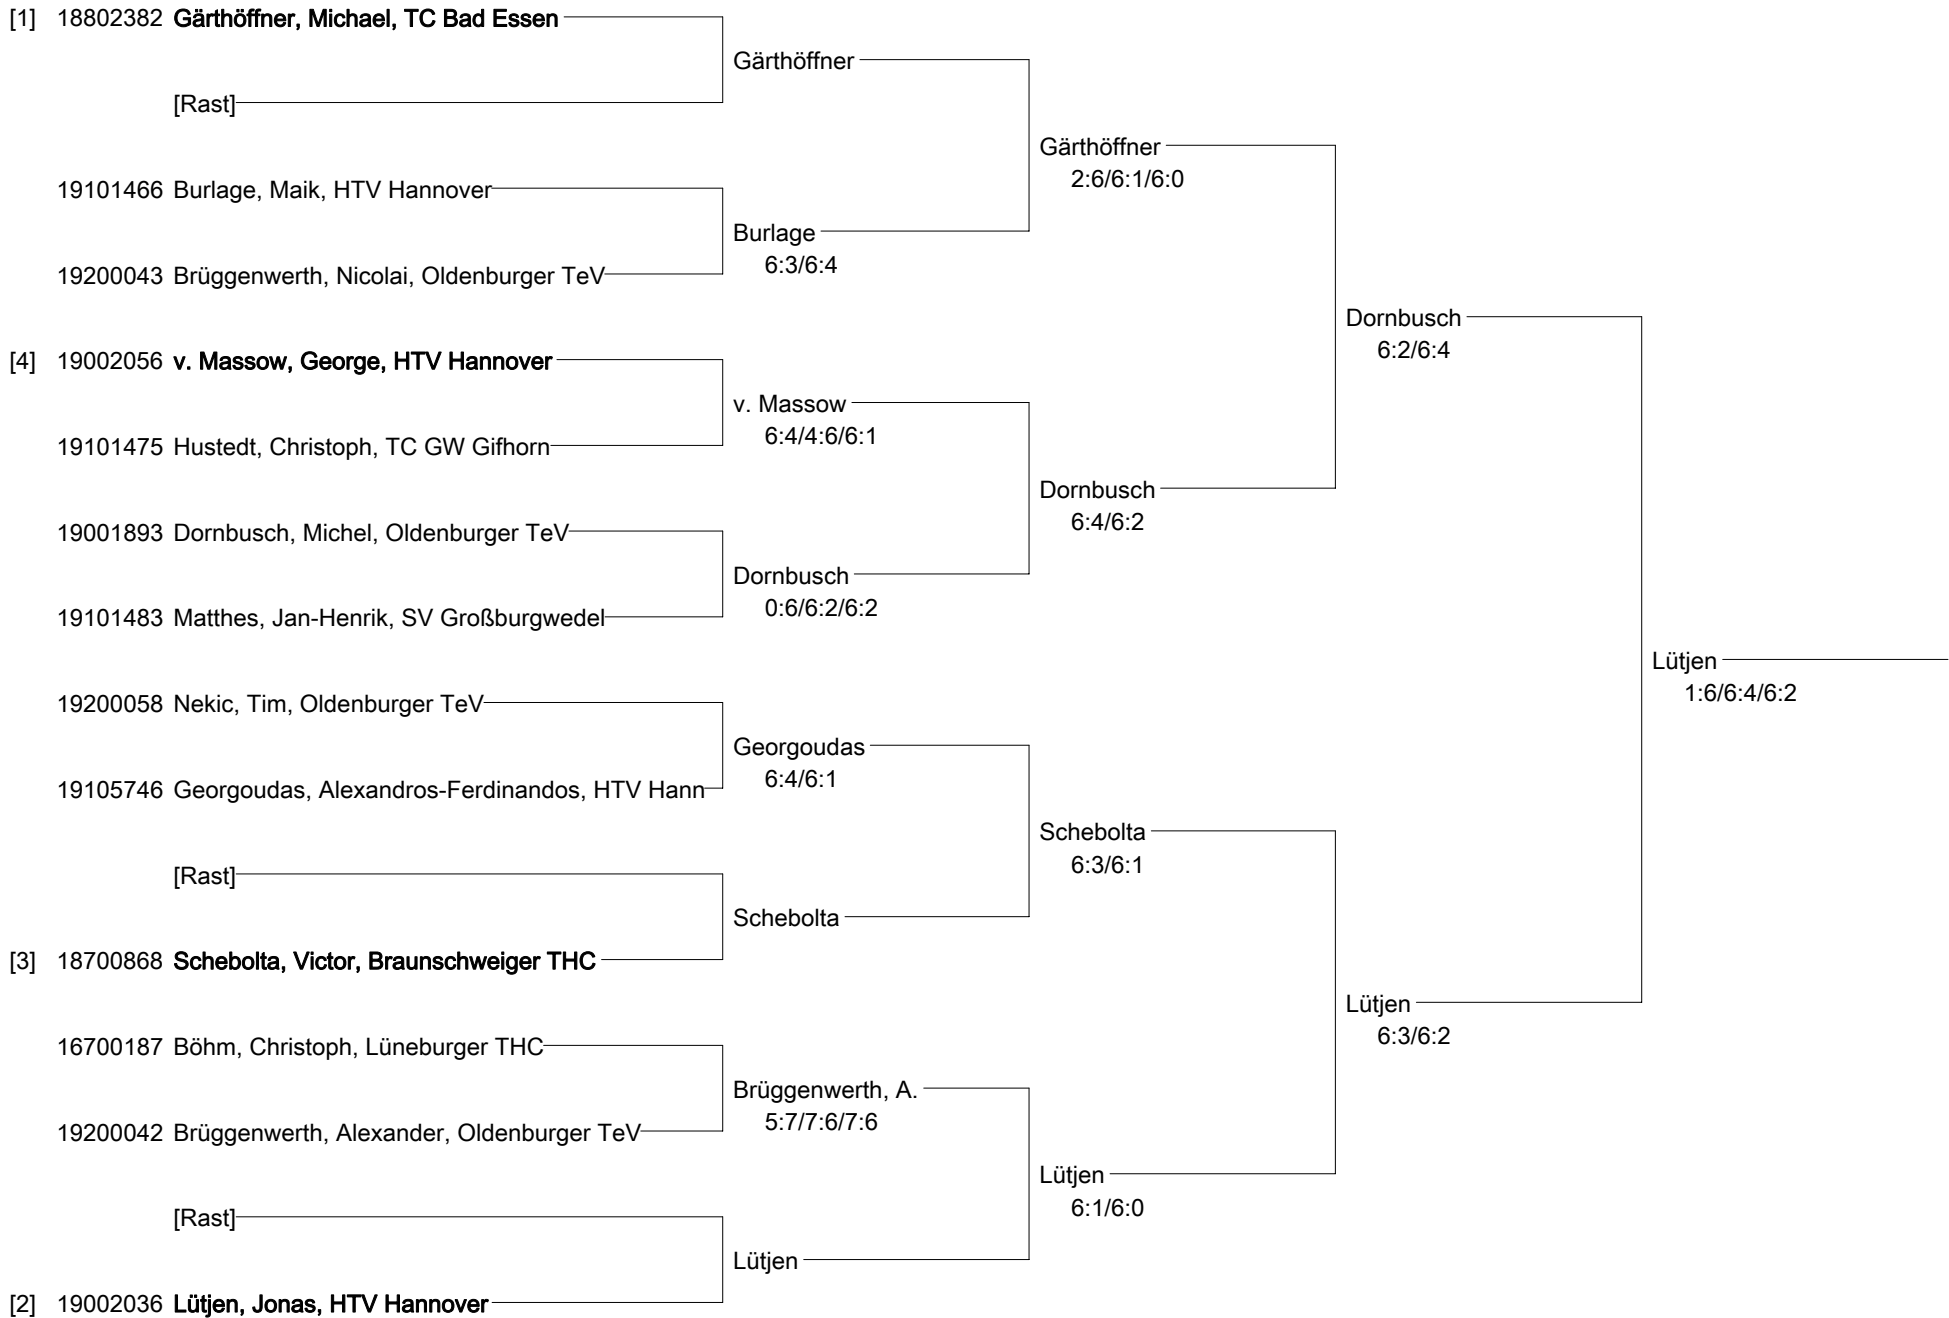 [1] 18802382 Gärthöffner, Michael, TC Bad Essen
Gärthöffner
[Rast]
Gärthöffner
2:6/6:1/6:0
19101466 Burlage, Maik, HTV Hannover
Burlage
6:3/6:4
19200043 Brüggenwerth, Nicolai, Oldenburger TeV
Dornbusch
6:2/6:4
[4] 19002056 v. Massow, George, HTV Hannover
v. Massow
6:4/4:6/6:1
19101475 Hustedt, Christoph, TC GW Gifhorn
Dornbusch
6:4/6:2
19001893 Dornbusch, Michel, Oldenburger TeV
Dornbusch
0:6/6:2/6:2
19101483 Matthes, Jan-Henrik, SV Großburgwedel
Lütjen
1:6/6:4/6:2
19200058 Nekic, Tim, Oldenburger TeV
Georgoudas
6:4/6:1
19105746 Georgoudas, Alexandros-Ferdinandos, HTV Hann
Schebolta
6:3/6:1
[Rast]
Schebolta
[3] 18700868 Schebolta, Victor, Braunschweiger THC
Lütjen
6:3/6:2
16700187 Böhm, Christoph, Lüneburger THC
Brüggenwerth, A.
5:7/7:6/7:6
19200042 Brüggenwerth, Alexander, Oldenburger TeV
Lütjen
6:1/6:0
[Rast]
Lütjen
[2] 19002036 Lütjen, Jonas, HTV Hannover